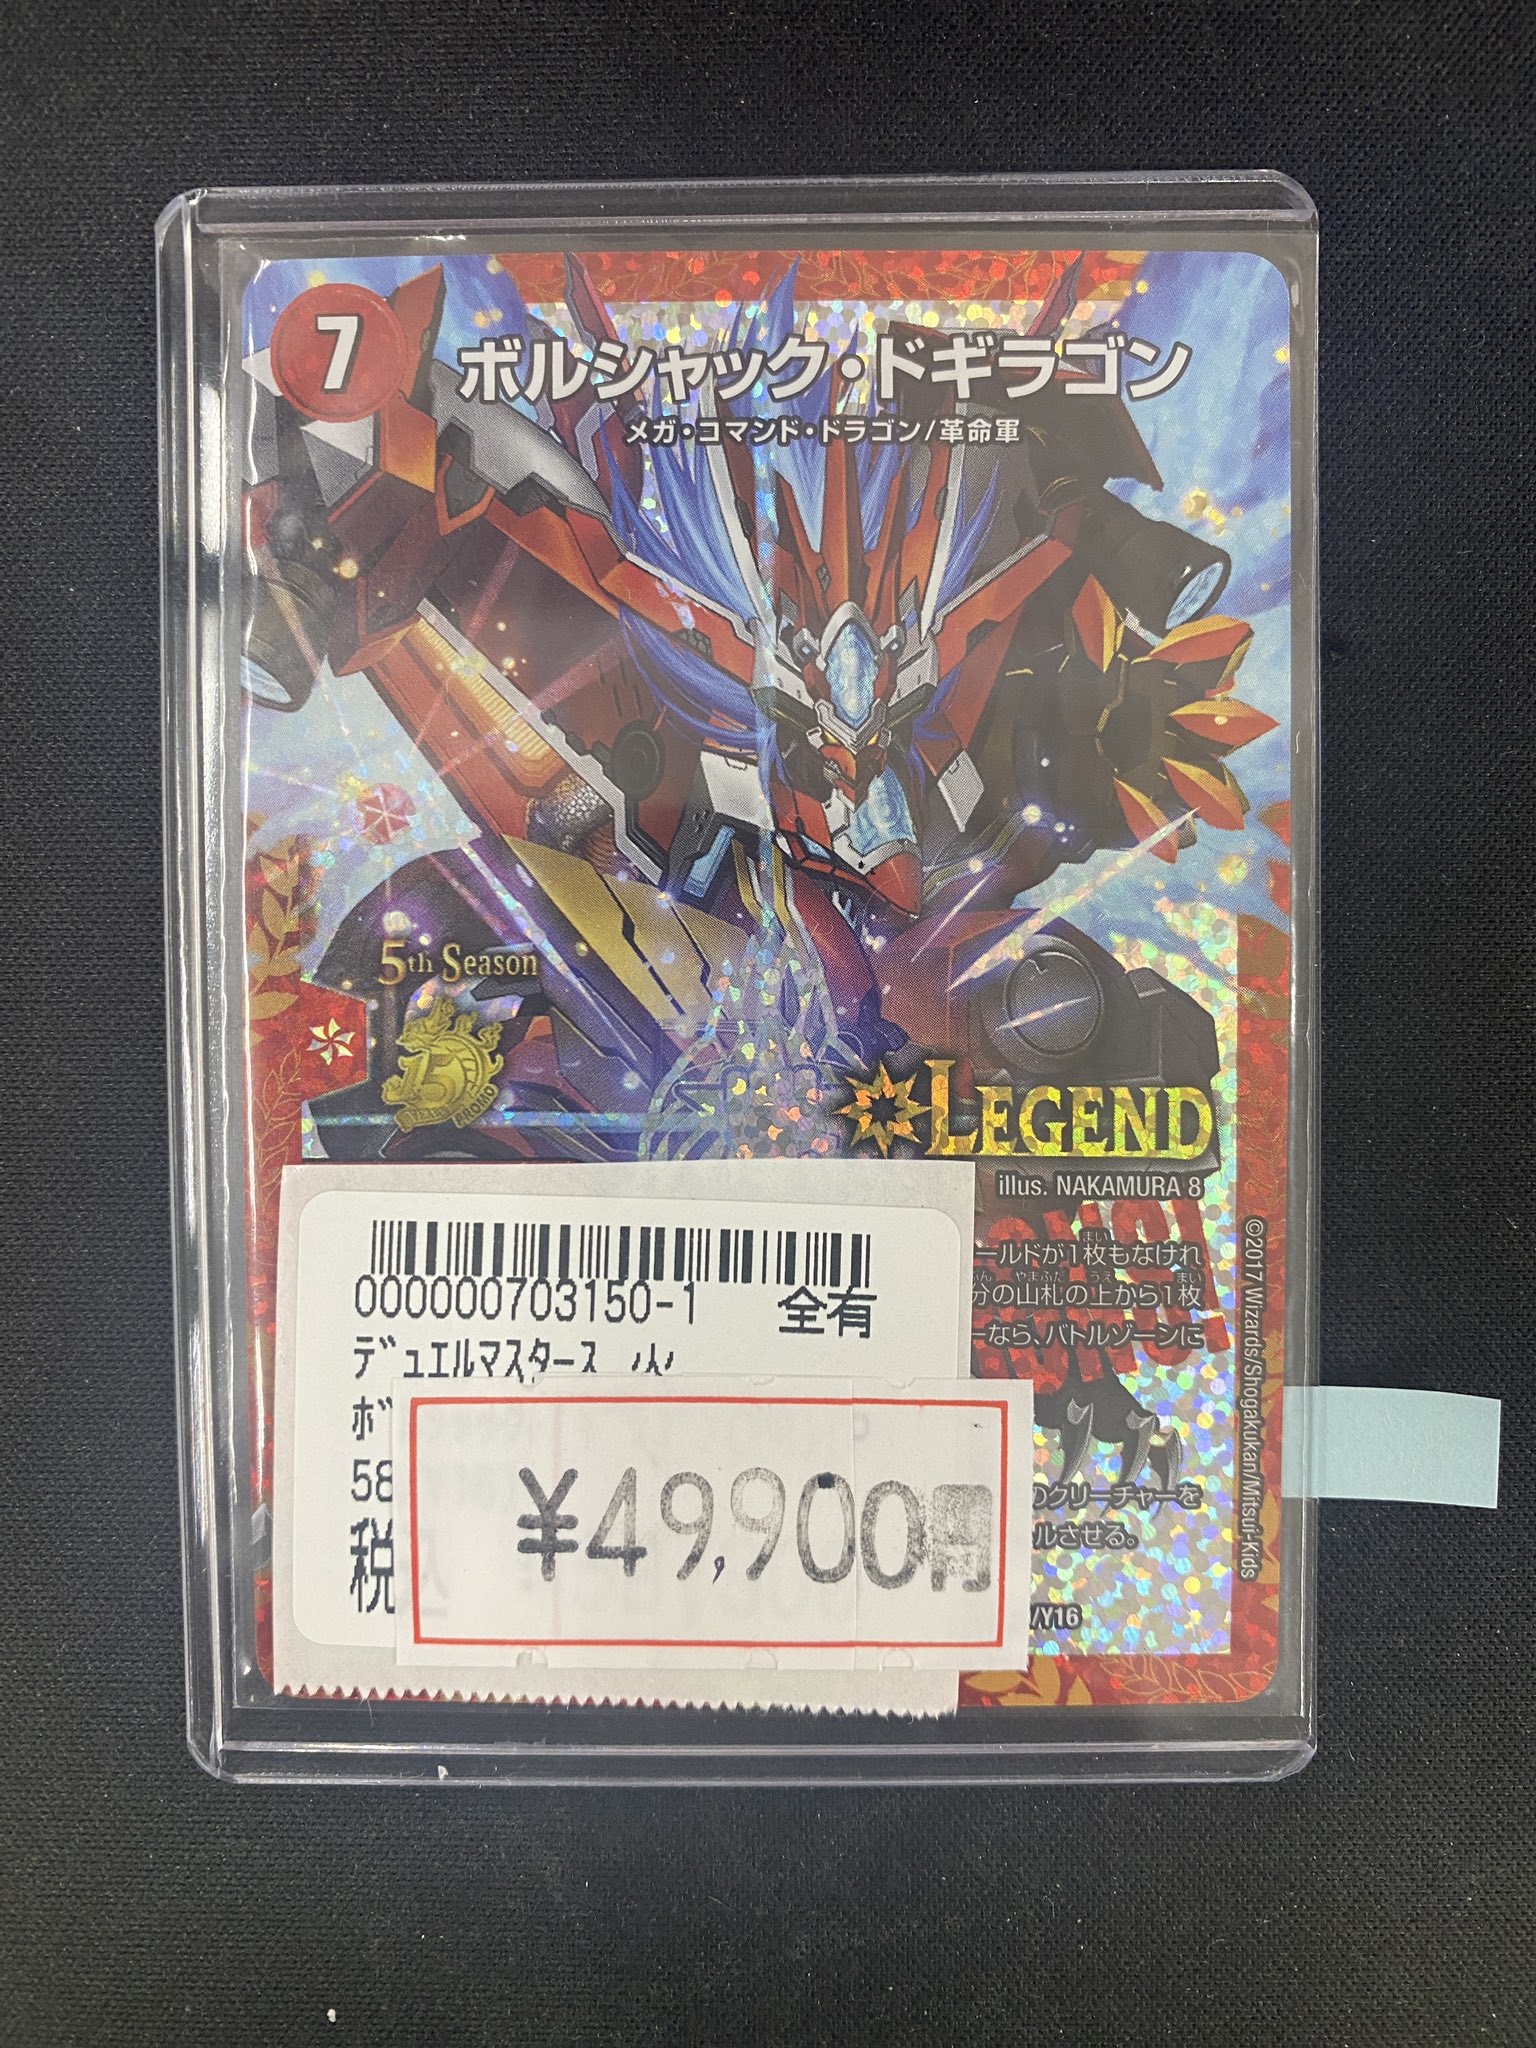 7
ボルシャック・ドギラゴン
メガ・コマンド・ドラゴン/革命軍
5th Season
15
LEGEND
illus. NAKAMURA 8
ールドが1枚もなけれ
分の山札の上から1枚
ーなら、バトルゾーンに
000000703150-1 全有
デュエルマスターズ 火
ボ
58
税
¥49,900円
のクリーチャーを
ルさせる。
/Y16
©2017 Wizards/Shogakukan/Mitsui-Kids